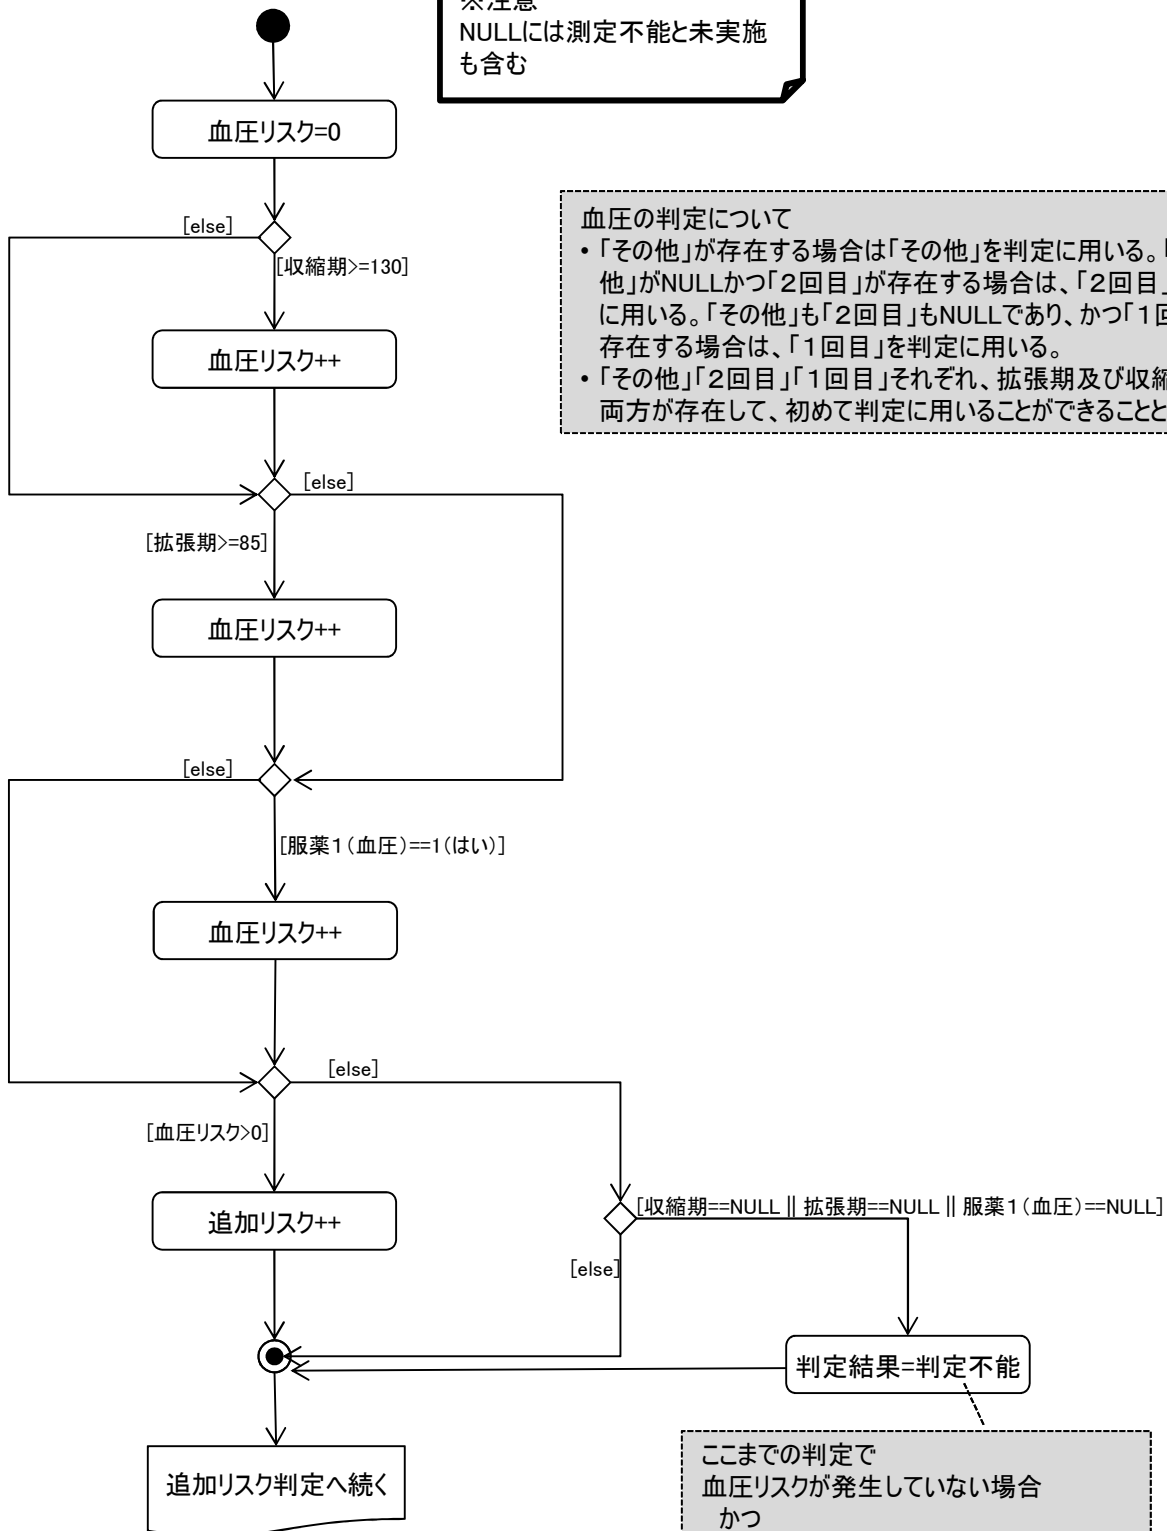 ※注意
NULLには測定不能と未実施
も含む
血圧リスク=0
[else]
[収縮期>=130]
血圧の判定について
• 「その他」が存在する場合は「その他」を判定に用いる。「
他」がNULLかつ「２回目」が存在する場合は、「２回目」
に用いる。「その他」も「２回目」もNULLであり、かつ「１回
存在する場合は、「１回目」を判定に用いる。
• 「その他」「２回目」「１回目」それぞれ、拡張期及び収縮
両方が存在して、初めて判定に用いることができることと
血圧リスク++
[else]
[拡張期>=85]
血圧リスク++
[else]
[服薬１（血圧）==1(はい)]
血圧リスク++
[else]
[血圧リスク>0]
追加リスク++
[収縮期==NULL || 拡張期==NULL || 服薬１（血圧）==NULL]
[else]
判定結果=判定不能
追加リスク判定へ続く
ここまでの判定で
血圧リスクが発生していない場合
かつ